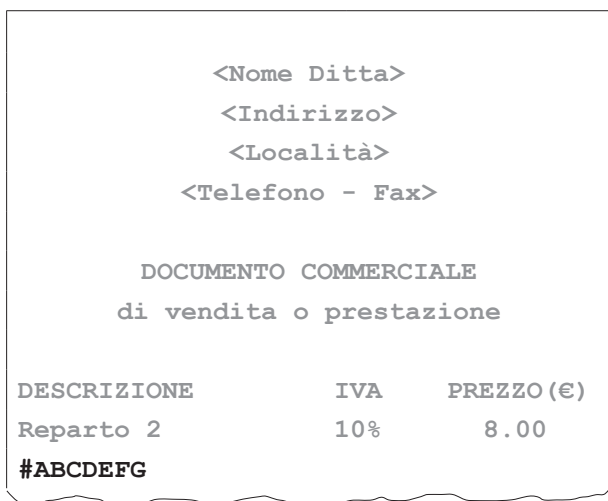 <Nome Ditta>
<Indirizzo>
<Località>
<Telefono - Fax>
DOCUMENTO COMMERCIALE
di vendita o prestazione
DESCRIZIONE IVA PREZZO(€)
Reparto 2 10% 8.00
#ABCDEFG